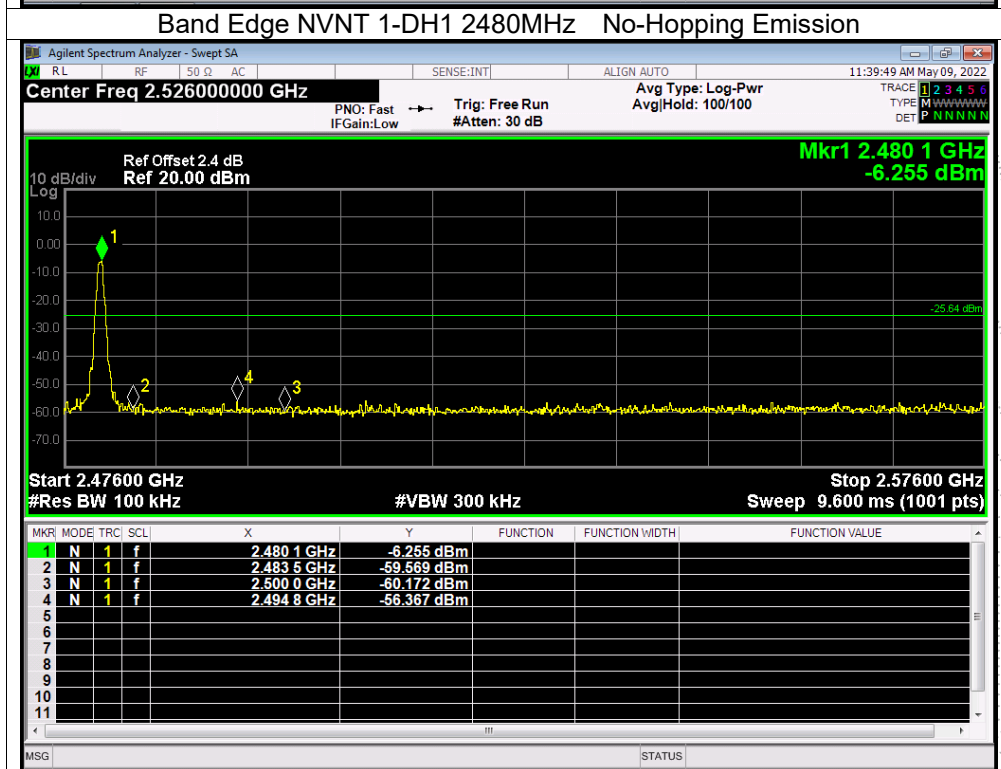 Band Edge NVNT 1-DH1 2480MHz No-Hopping Emission
Agilent Spectrum Analyzer - Swept SA
LXI RL RF 50 Ω AC SENSE:INT ALIGN AUTO 11:39:49 AM May 09, 2022
Center Freq 2.526000000 GHz
PNO: Fast
IFGain:Low
Trig: Free Run
#Atten: 30 dB
Avg Type: Log-Pwr
Avg|Hold: 100/100
TRACE 1 2 3 4 5 6
TYPE M WWWWW
DET P N N N N N
Mkr1 2.480 1 GHz
-6.255 dBm
Ref Offset 2.4 dB
10 dB/div Ref 20.00 dBm
Log
10.0
0.00
-10.0
-20.0
-30.0
-40.0
-50.0
-60.0
-70.0
1
2
4
3
-25.64 dBm
Start 2.47600 GHz Stop 2.57600 GHz
#Res BW 100 kHz #VBW 300 kHz Sweep 9.600 ms (1001 pts)
MKR MODE TRC SCL X Y FUNCTION FUNCTION WIDTH FUNCTION VALUE
1 N 1 f 2.480 1 GHz -6.255 dBm
2 N 1 f 2.483 5 GHz -59.569 dBm
3 N 1 f 2.500 0 GHz -60.172 dBm
4 N 1 f 2.494 8 GHz -56.367 dBm
5
6
7
8
9
10
11
MSG STATUS